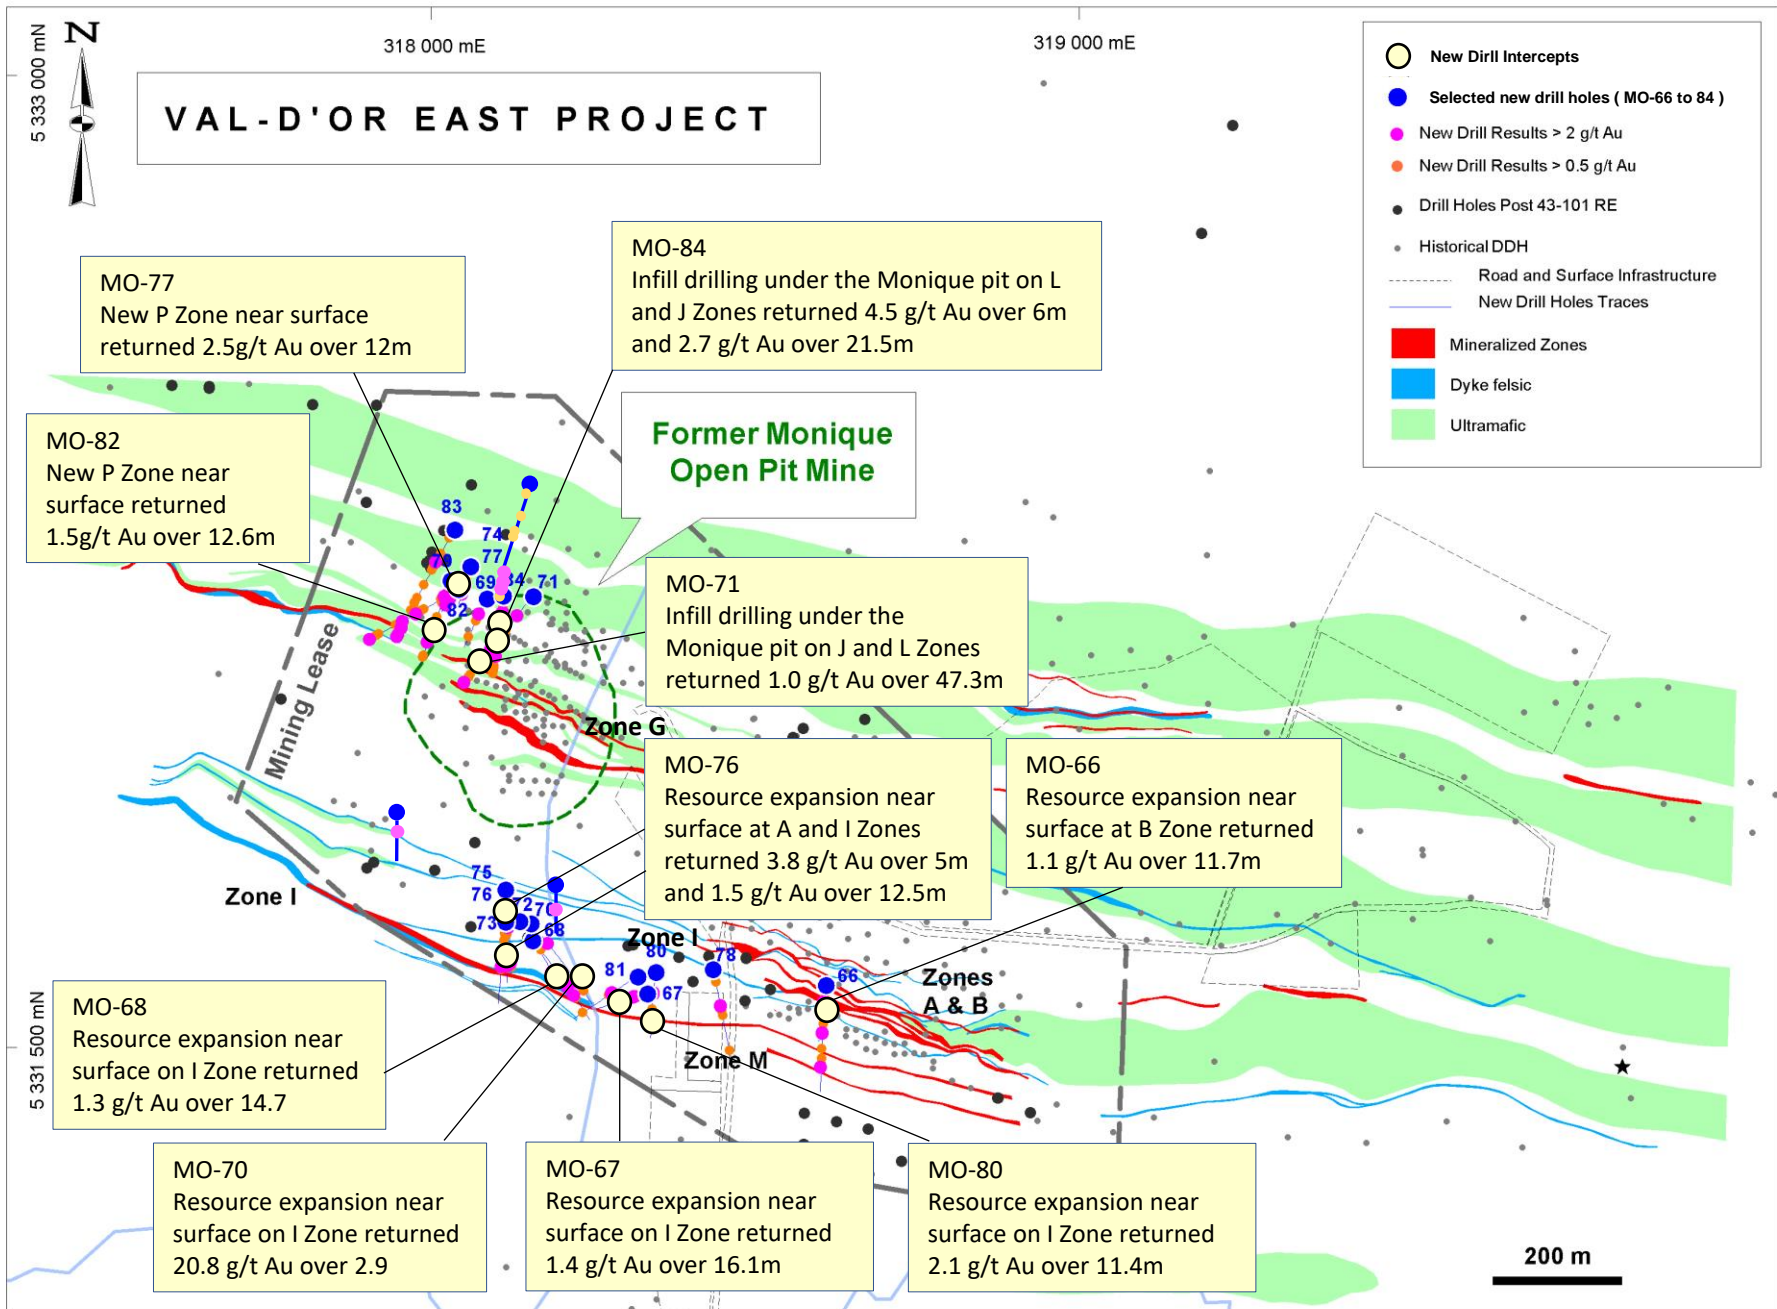 318 000 mE
319 000 mE
5 333 000 mN
N
VAL-D'OR EAST PROJECT
New Dirll Intercepts
Selected new drill holes ( MO-66 to 84 )
New Drill Results > 2 g/t Au
New Drill Results > 0.5 g/t Au
Drill Holes Post 43-101 RE
Historical DDH
Road and Surface Infrastructure
New Drill Holes Traces
Mineralized Zones
Dyke felsic
Ultramafic
MO-77
New P Zone near surface
returned 2.5g/t Au over 12m
MO-84
Infill drilling under the Monique pit on L
and J Zones returned 4.5 g/t Au over 6m
and 2.7 g/t Au over 21.5m
MO-82
New P Zone near
surface returned
1.5g/t Au over 12.6m
Former Monique
Open Pit Mine
83
74
77
69
84
71
82
MO-71
Infill drilling under the
Monique pit on J and L Zones
returned 1.0 g/t Au over 47.3m
Mining Lease
Zone G
MO-76
Resource expansion near
surface at A and I Zones
returned 3.8 g/t Au over 5m
and 1.5 g/t Au over 12.5m
MO-66
Resource expansion near
surface at B Zone returned
1.1 g/t Au over 11.7m
75
76
Zone I
72
70
73
68
Zone I
80
78
81
67
66
Zones
A & B
Zone M
5 331 500 mN
MO-68
Resource expansion near
surface on I Zone returned
1.3 g/t Au over 14.7
MO-70
Resource expansion near
surface on I Zone returned
20.8 g/t Au over 2.9
MO-67
Resource expansion near
surface on I Zone returned
1.4 g/t Au over 16.1m
MO-80
Resource expansion near
surface on I Zone returned
2.1 g/t Au over 11.4m
200 m